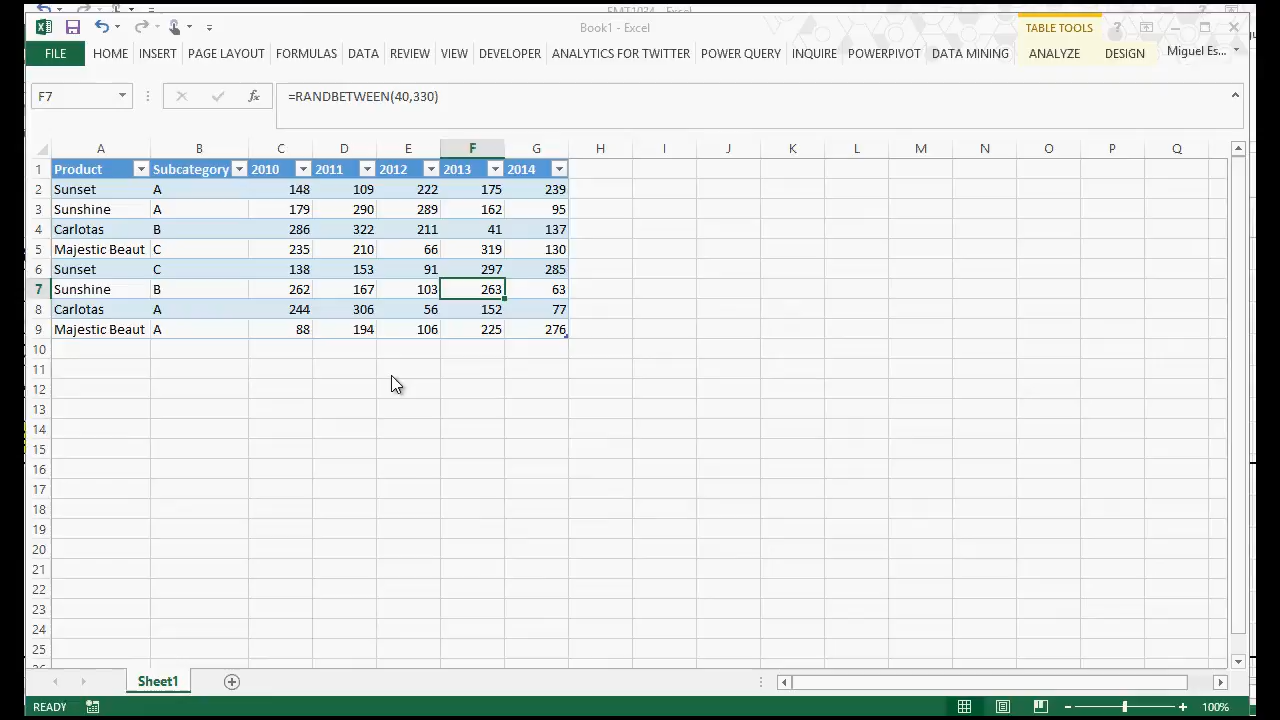 EMT1034 - Excel
Book1 - Excel
TABLE TOOLS
?
FILE HOME INSERT PAGE LAYOUT FORMULAS DATA REVIEW VIEW DEVELOPER ANALYTICS FOR TWITTER POWER QUERY INQUIRE POWERPIVOT DATA MINING ANALYZE DESIGN Miguel Es...
F7 fx =RANDBETWEEN(40,330)
A B C D E F G H I J K L M N O P Q
1 Product Subcategory 2010 2011 2012 2013 2014
2 Sunset A 148 109 222 175 239
3 Sunshine A 179 290 289 162 95
4 Carlotas B 286 322 211 41 137
5 Majestic Beaut C 235 210 66 319 130
6 Sunset C 138 153 91 297 285
7 Sunshine B 262 167 103 263 63
8 Carlotas A 244 306 56 152 77
9 Majestic Beaut A 88 194 106 225 276
10
11
12
13
14
15
16
17
18
19
20
21
22
23
24
25
Sheet1
READY 100%